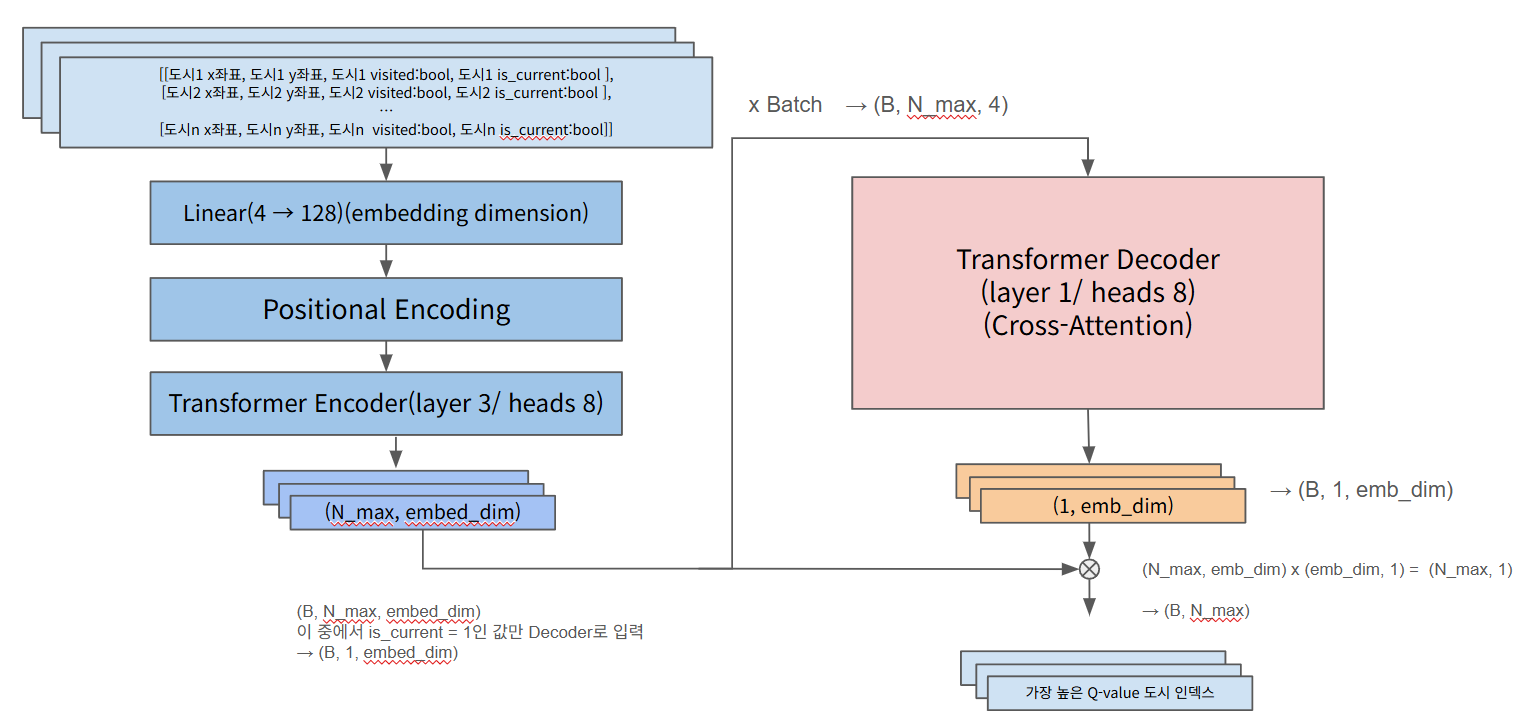 [[도시1 x좌표, 도시1 y좌표, 도시1 visited:bool, 도시1 is_current:bool ],
[도시2 x좌표, 도시2 y좌표, 도시2 visited:bool, 도시2 is_current:bool ],
...
[도시n x좌표, 도시n y좌표, 도시n  visited:bool, 도시n is_current:bool]]
Linear(4 → 128)(embedding dimension)
Positional Encoding
Transformer Encoder(layer 3/ heads 8)
(N_max, embed_dim)
(B, N_max, embed_dim)
이 중에서 is_current = 1인 값만 Decoder로 입력
→ (B, 1, embed_dim)
x Batch → (B, N_max, 4)
Transformer Decoder
(layer 1/ heads 8)
(Cross-Attention)
(1, emb_dim)
→ (B, 1, emb_dim)
(N_max, emb_dim) x (emb_dim, 1) = (N_max, 1)
→ (B, N_max)
가장 높은 Q-value 도시 인덱스